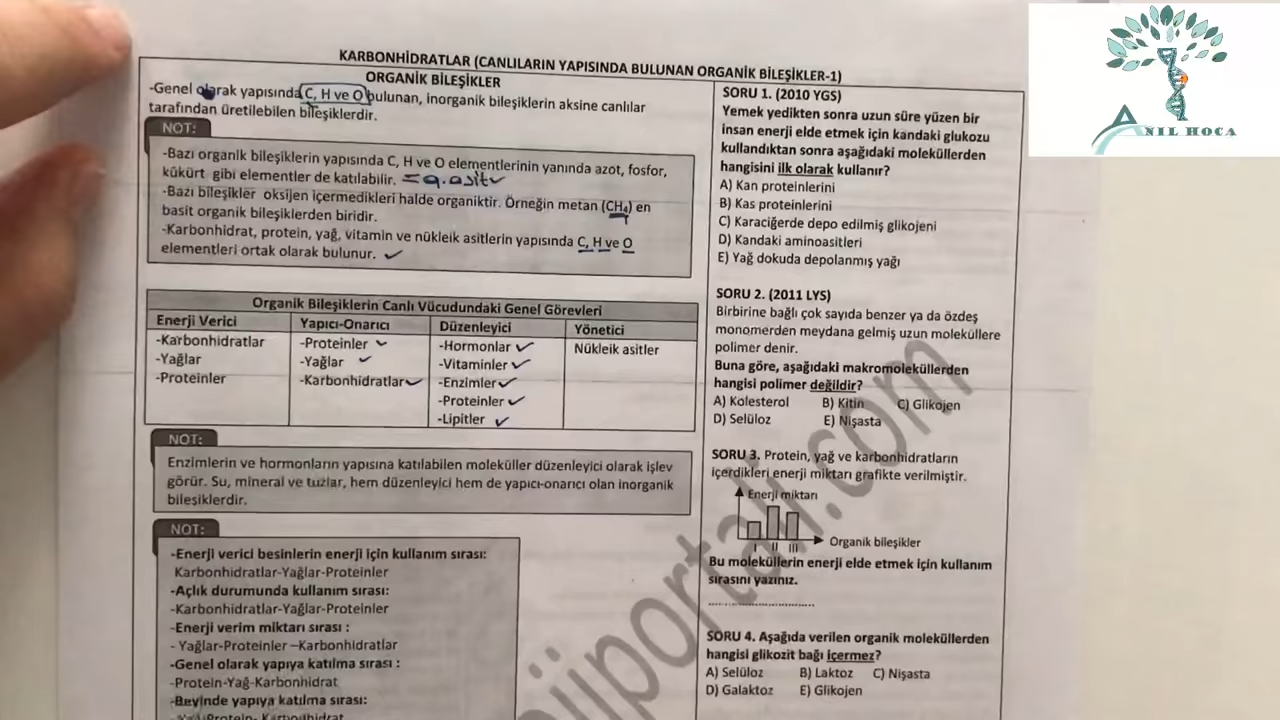 KARBONHİDRATLAR (CANLILARIN YAPISINDA BULUNAN ORGANİK BİLEŞİKLER-1)
ORGANİK BİLEŞİKLER
-Genel olarak yapısında C, H ve O bulunan, inorganik bileşiklerin aksine canlılar
tarafından üretilebilen bileşiklerdir.
NOT:
-Bazı organik bileşiklerin yapısında C, H ve O elementlerinin yanında azot, fosfor,
kükürt gibi elementler de katılabilir.
-Bazı bileşikler oksijen içermedikleri halde organiktir. Örneğin metan (CH4) en
basit organik bileşiklerden biridir.
-Karbonhidrat, protein, yağ, vitamin ve nükleik asitlerin yapısında C, H ve O
elementleri ortak olarak bulunur.
Organik Bileşiklerin Canlı Vücudundaki Genel Görevleri
Enerji Verici Yapıcı-Onarıcı Düzenleyici Yönetici
-Karbonhidratlar -Proteinler -Hormonlar Nükleik asitler
-Yağlar -Yağlar -Vitaminler
-Proteinler -Karbonhidratlar -Enzimler
-Proteinler
-Lipitler
NOT:
Enzimlerin ve hormonların yapısına katılabilen moleküller düzenleyici olarak işlev
görür. Su, mineral ve tuzlar, hem düzenleyici hem de yapıcı-onarıcı olan inorganik
bileşiklerdir.
NOT:
-Enerji verici besinlerin enerji için kullanım sırası:
Karbonhidratlar-Yağlar-Proteinler
-Açlık durumunda kullanım sırası:
-Karbonhidratlar-Yağlar-Proteinler
-Enerji verim miktarı sırası :
- Yağlar-Proteinler –Karbonhidratlar
-Genel olarak yapıya katılma sırası :
-Protein-Yağ-Karbonhidrat
-Beyinde yapıya katılma sırası:
-Yağ-Protein- Karbonhidrat
SORU 1. (2010 YGS)
Yemek yedikten sonra uzun süre yüzen bir
insan enerji elde etmek için kandaki glukozu
kullandıktan sonra aşağıdaki moleküllerden
hangisini ilk olarak kullanır?
A) Kan proteinlerini
B) Kas proteinlerini
C) Karaciğerde depo edilmiş glikojeni
D) Kandaki aminoasitleri
E) Yağ dokuda depolanmış yağı
SORU 2. (2011 LYS)
Birbirine bağlı çok sayıda benzer ya da özdeş
monomerden meydana gelmiş uzun moleküllere
polimer denir.
Buna göre, aşağıdaki makromoleküllerden
hangisi polimer değildir?
A) Kolesterol B) Kitin C) Glikojen
D) Selüloz E) Nişasta
SORU 3. Protein, yağ ve karbonhidratların
içerdikleri enerji miktarı grafikte verilmiştir.
Enerji miktarı
I II III Organik bileşikler
Bu moleküllerin enerji elde etmek için kullanım
sırasını yazınız.
SORU 4. Aşağıda verilen organik moleküllerden
hangisi glikozit bağı içermez?
A) Selüloz B) Laktoz C) Nişasta
D) Galaktoz E) Glikojen
ANIL HOCA